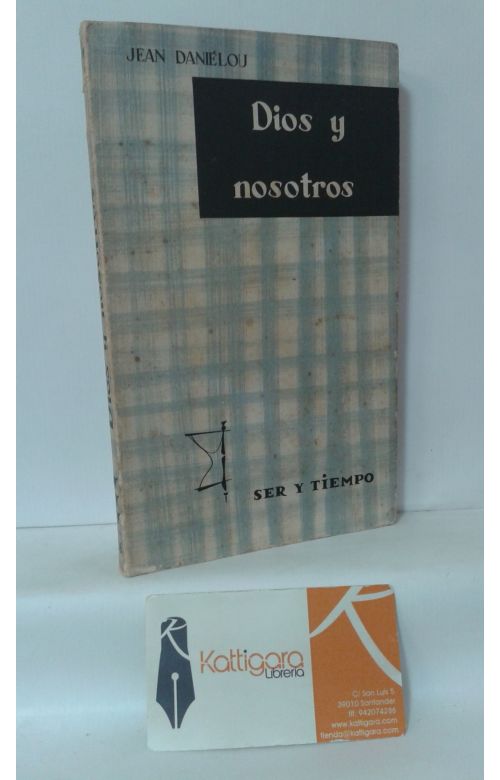 JEAN DANIÉLOU
Dios y
nosotros
SER Y TIEMPO
Kattigara
Librería
C/ San Luis 5
39010 Santander
tlf: 942074286
www.kattigara.com
tienda@kattigara.com